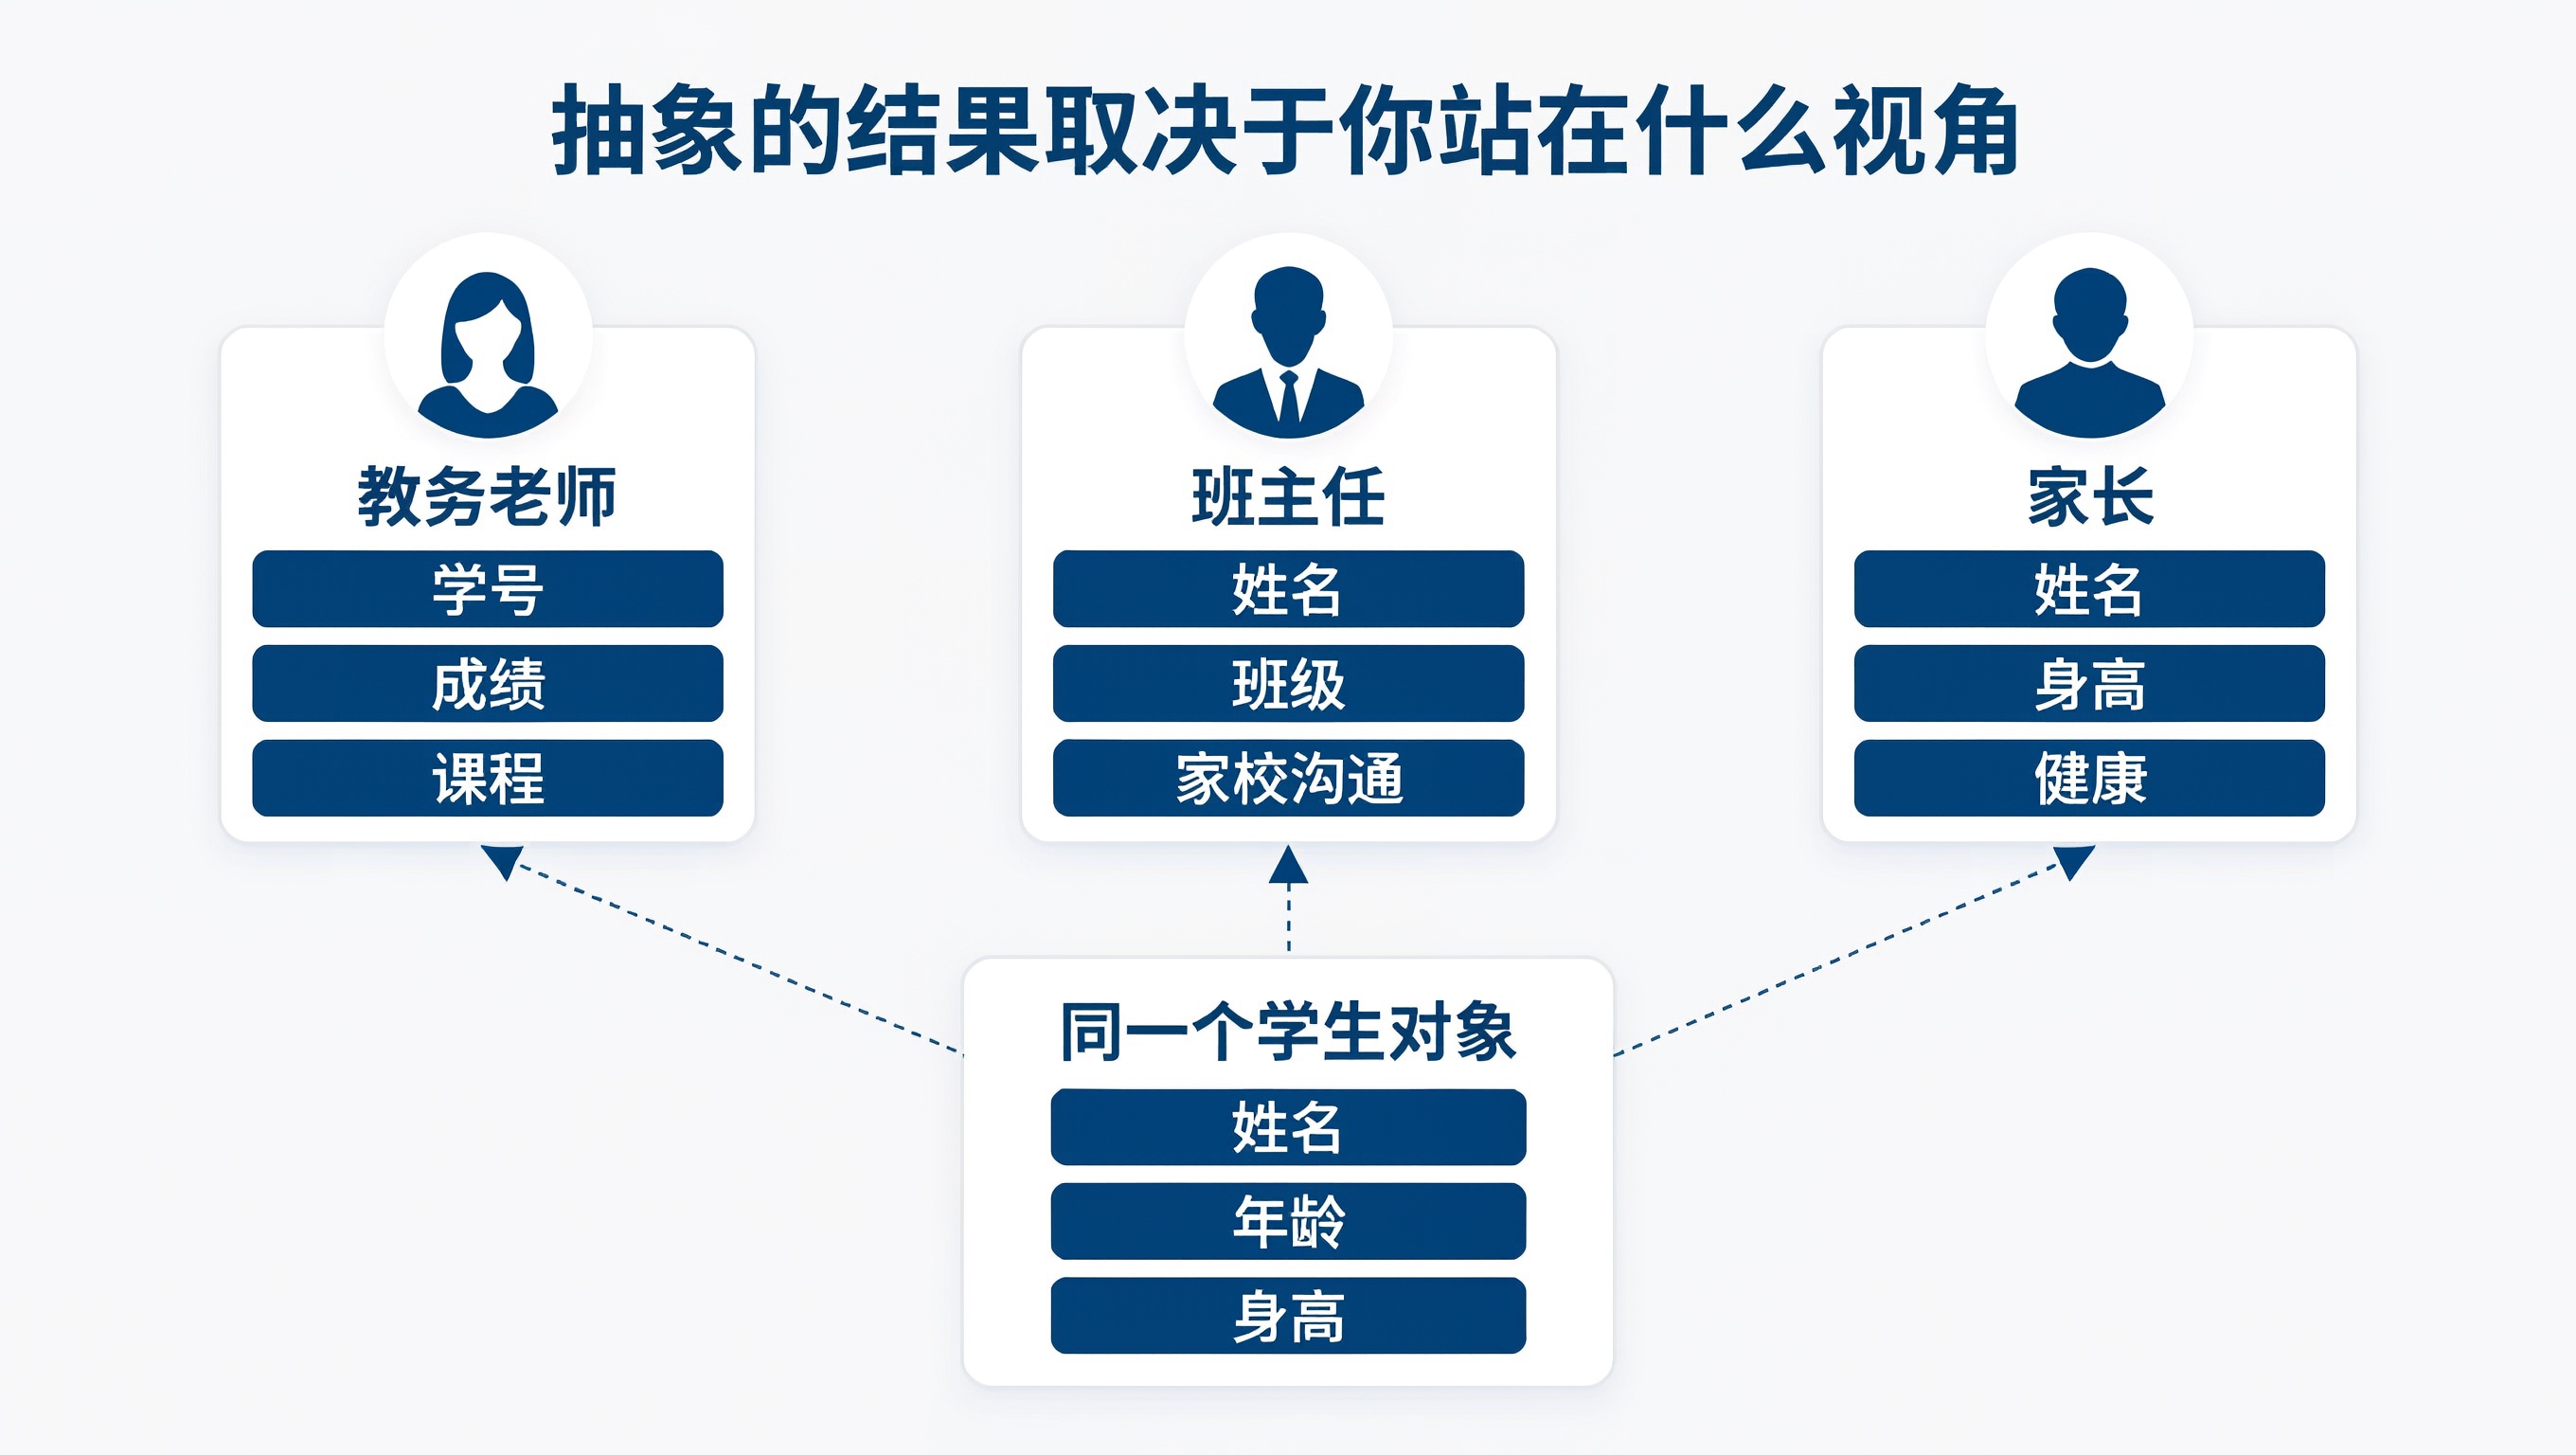 抽象的结果取决于你站在什么视角
教务老师
学号
成绩
课程
班主任
姓名
班级
家校沟通
家长
姓名
身高
健康
同一个学生对象
姓名
年龄
身高